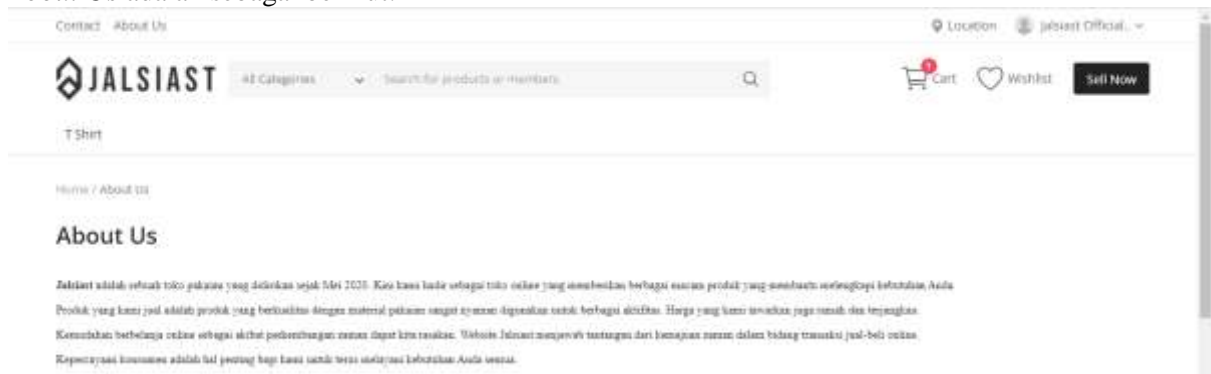 Contact About Us
Location Jalsiast Official..
JALSIAST
All Categories Search for products or members
1
Cart Wishlist Sell Now
T Shirt
Home / About Us
About Us
Jalsiast adalah sebuah toko pakaian yang didirikan sejak Mei 2020. Kini kami hadir sebagai toko online yang memberikan berbagai macam produk yang membantu melengkapi kebutuhan Anda
Produk yang kami jual adalah produk yang berkualitas dengan material pakaian sangat nyaman digunakan untuk berbagai aktifitas. Harga yang kami tawarkan juga ramah dan terjangkau.
Kemudahan berbelanja online sebagai akibat perkembangan zaman dapat kita rasakan. Website Jalsiast menjawab tantangan dari kemajuan zaman dalam bidang transaksi jual-beli online.
Kepercayaan konsumen adalah hal penting bagi kami untuk terus melayani kebutuhan Anda semua.